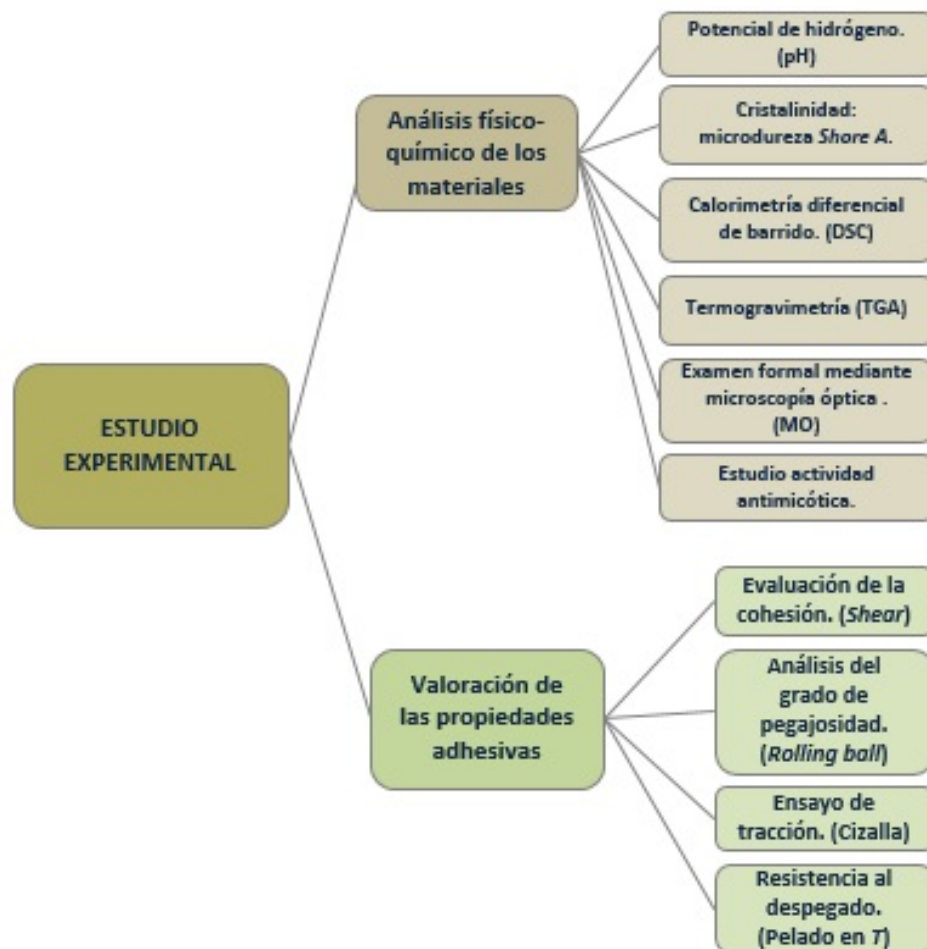 ESTUDIO
EXPERIMENTAL
Análisis físico-
químico de los
materiales
Potencial de hidrógeno.
(pH)
Cristalinidad:
microdureza Shore A.
Calorimetría diferencial
de barrido. (DSC)
Termogravimetría (TGA)
Examen formal mediante
microscopía óptica .
(MO)
Estudio actividad
antimicótica.
Valoración de
las propiedades
adhesivas
Evaluación de la
cohesión. (Shear)
Análisis del
grado de
pegajosidad.
(Rolling ball)
Ensayo de
tracción. (Cizalla)
Resistencia al
despegado.
(Pelado en T)